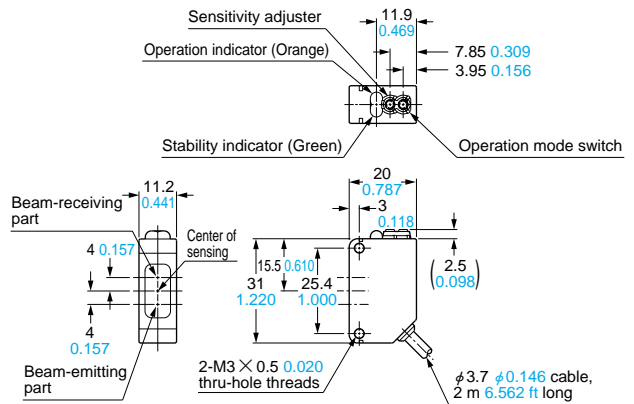 Sensitivity adjuster
11.9
0.469
Operation indicator (Orange)
7.85 0.309
3.95 0.156
Stability indicator (Green)
Operation mode switch
11.2
0.441
20
0.787
Beam-receiving
part
3
0.118
4 0.157
Center of
sensing
15.5 0.610
31
1.220
25.4
1.000
(2.5
0.098)
4
0.157
Beam-emitting
part
2-M3 × 0.5 0.020
thru-hole threads
ϕ3.7 ϕ0.146 cable,
2 m 6.562 ft long